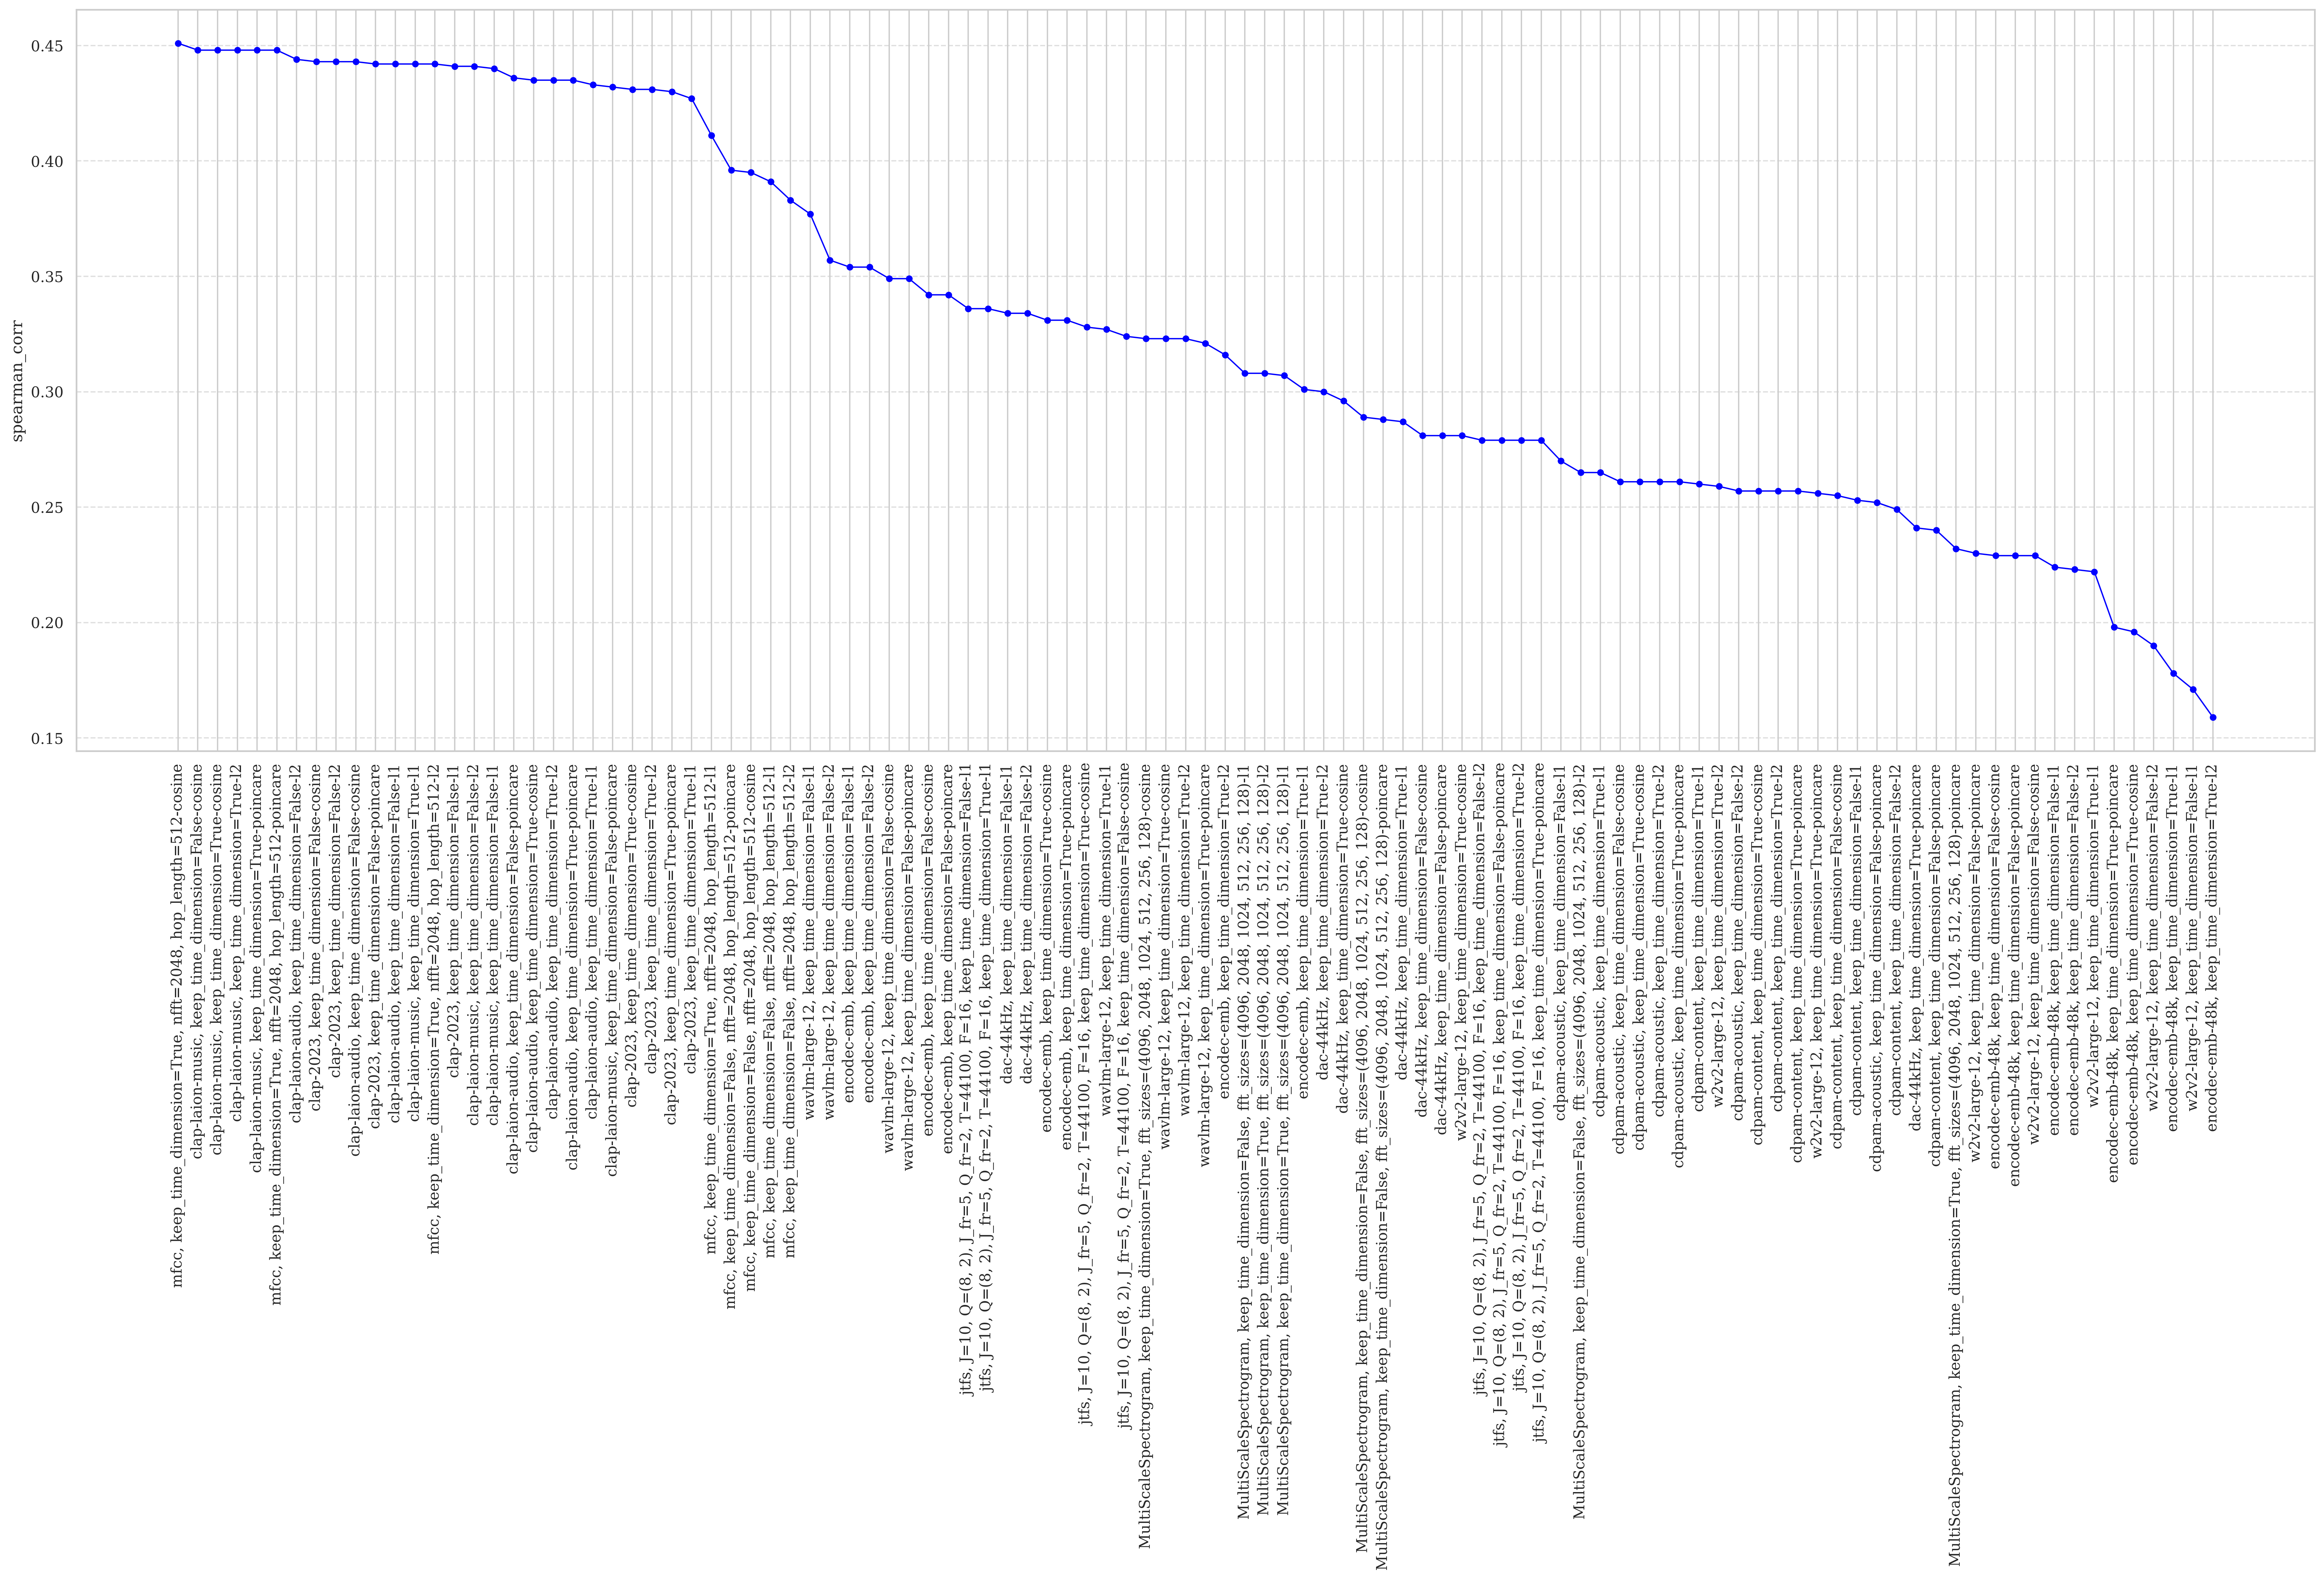 0.45
0.40
0.35
0.30
0.25
0.20
0.15
spearman_corr
mfcc, keep_time_dimension=True, nfft=2048, hop_length=512-cosine
clap-laion-music, keep_time_dimension=False-cosine
clap-laion-music, keep_time_dimension=True-cosine
clap-laion-music, keep_time_dimension=True-l2
clap-laion-music, keep_time_dimension=True-poincare
mfcc, keep_time_dimension=True, nfft=2048, hop_length=512-poincare
clap-laion-audio, keep_time_dimension=False-l2
clap-2023, keep_time_dimension=False-cosine
clap-2023, keep_time_dimension=False-l2
clap-laion-audio, keep_time_dimension=False-cosine
clap-2023, keep_time_dimension=False-poincare
clap-laion-audio, keep_time_dimension=False-l1
clap-laion-music, keep_time_dimension=True-l1
mfcc, keep_time_dimension=True, nfft=2048, hop_length=512-l2
clap-2023, keep_time_dimension=False-l1
clap-laion-music, keep_time_dimension=False-l2
clap-laion-music, keep_time_dimension=False-l1
clap-laion-audio, keep_time_dimension=False-poincare
clap-laion-audio, keep_time_dimension=True-cosine
clap-laion-audio, keep_time_dimension=True-l2
clap-laion-audio, keep_time_dimension=True-poincare
clap-laion-audio, keep_time_dimension=True-l1
clap-laion-music, keep_time_dimension=False-poincare
clap-2023, keep_time_dimension=True-cosine
clap-2023, keep_time_dimension=True-l2
clap-2023, keep_time_dimension=True-poincare
clap-2023, keep_time_dimension=True-l1
mfcc, keep_time_dimension=True, nfft=2048, hop_length=512-l1
mfcc, keep_time_dimension=False, nfft=2048, hop_length=512-poincare
mfcc, keep_time_dimension=False, nfft=2048, hop_length=512-cosine
mfcc, keep_time_dimension=False, nfft=2048, hop_length=512-l1
mfcc, keep_time_dimension=False, nfft=2048, hop_length=512-l2
wavlm-large-12, keep_time_dimension=False-l1
wavlm-large-12, keep_time_dimension=False-l2
encodec-emb, keep_time_dimension=False-l1
encodec-emb, keep_time_dimension=False-l2
wavlm-large-12, keep_time_dimension=False-cosine
wavlm-large-12, keep_time_dimension=False-poincare
encodec-emb, keep_time_dimension=False-cosine
encodec-emb, keep_time_dimension=False-poincare
jtfs, J=10, Q=(8, 2), J_fr=5, Q_fr=2, T=44100, F=16, keep_time_dimension=False-l1
jtfs, J=10, Q=(8, 2), J_fr=5, Q_fr=2, T=44100, F=16, keep_time_dimension=True-l1
dac-44kHz, keep_time_dimension=False-l1
dac-44kHz, keep_time_dimension=False-l2
encodec-emb, keep_time_dimension=True-cosine
encodec-emb, keep_time_dimension=True-poincare
jtfs, J=10, Q=(8, 2), J_fr=5, Q_fr=2, T=44100, F=16, keep_time_dimension=True-cosine
wavlm-large-12, keep_time_dimension=True-l1
jtfs, J=10, Q=(8, 2), J_fr=5, Q_fr=2, T=44100, F=16, keep_time_dimension=False-cosine
MultiScaleSpectrogram, keep_time_dimension=True, fft_sizes=(4096, 2048, 1024, 512, 256, 128)-cosine
wavlm-large-12, keep_time_dimension=True-cosine
wavlm-large-12, keep_time_dimension=True-l2
wavlm-large-12, keep_time_dimension=True-poincare
encodec-emb, keep_time_dimension=True-l2
MultiScaleSpectrogram, keep_time_dimension=False, fft_sizes=(4096, 2048, 1024, 512, 256, 128)-l1
MultiScaleSpectrogram, keep_time_dimension=True, fft_sizes=(4096, 2048, 1024, 512, 256, 128)-l2
MultiScaleSpectrogram, keep_time_dimension=True, fft_sizes=(4096, 2048, 1024, 512, 256, 128)-l1
encodec-emb, keep_time_dimension=True-l1
dac-44kHz, keep_time_dimension=True-l2
dac-44kHz, keep_time_dimension=True-cosine
MultiScaleSpectrogram, keep_time_dimension=False, fft_sizes=(4096, 2048, 1024, 512, 256, 128)-cosine
MultiScaleSpectrogram, keep_time_dimension=False, fft_sizes=(4096, 2048, 1024, 512, 256, 128)-poincare
dac-44kHz, keep_time_dimension=True-l1
dac-44kHz, keep_time_dimension=False-cosine
dac-44kHz, keep_time_dimension=False-poincare
w2v2-large-12, keep_time_dimension=True-cosine
jtfs, J=10, Q=(8, 2), J_fr=5, Q_fr=2, T=44100, F=16, keep_time_dimension=False-l2
jtfs, J=10, Q=(8, 2), J_fr=5, Q_fr=2, T=44100, F=16, keep_time_dimension=False-poincare
jtfs, J=10, Q=(8, 2), J_fr=5, Q_fr=2, T=44100, F=16, keep_time_dimension=True-l2
jtfs, J=10, Q=(8, 2), J_fr=5, Q_fr=2, T=44100, F=16, keep_time_dimension=True-poincare
cdpam-acoustic, keep_time_dimension=False-l1
MultiScaleSpectrogram, keep_time_dimension=False, fft_sizes=(4096, 2048, 1024, 512, 256, 128)-l2
cdpam-acoustic, keep_time_dimension=True-l1
cdpam-acoustic, keep_time_dimension=False-cosine
cdpam-acoustic, keep_time_dimension=True-cosine
cdpam-acoustic, keep_time_dimension=True-l2
cdpam-acoustic, keep_time_dimension=True-poincare
cdpam-content, keep_time_dimension=True-l1
w2v2-large-12, keep_time_dimension=True-l2
cdpam-acoustic, keep_time_dimension=False-l2
cdpam-content, keep_time_dimension=True-cosine
cdpam-content, keep_time_dimension=True-l2
cdpam-content, keep_time_dimension=True-poincare
w2v2-large-12, keep_time_dimension=True-poincare
cdpam-content, keep_time_dimension=False-cosine
cdpam-content, keep_time_dimension=False-l1
cdpam-acoustic, keep_time_dimension=False-poincare
cdpam-content, keep_time_dimension=False-l2
dac-44kHz, keep_time_dimension=True-poincare
cdpam-content, keep_time_dimension=False-poincare
MultiScaleSpectrogram, keep_time_dimension=True, fft_sizes=(4096, 2048, 1024, 512, 256, 128)-poincare
w2v2-large-12, keep_time_dimension=False-poincare
encodec-emb-48k, keep_time_dimension=False-cosine
encodec-emb-48k, keep_time_dimension=False-poincare
w2v2-large-12, keep_time_dimension=False-cosine
encodec-emb-48k, keep_time_dimension=False-l1
encodec-emb-48k, keep_time_dimension=False-l2
w2v2-large-12, keep_time_dimension=True-l1
encodec-emb-48k, keep_time_dimension=True-poincare
encodec-emb-48k, keep_time_dimension=True-cosine
w2v2-large-12, keep_time_dimension=False-l2
encodec-emb-48k, keep_time_dimension=True-l1
w2v2-large-12, keep_time_dimension=False-l1
encodec-emb-48k, keep_time_dimension=True-l2